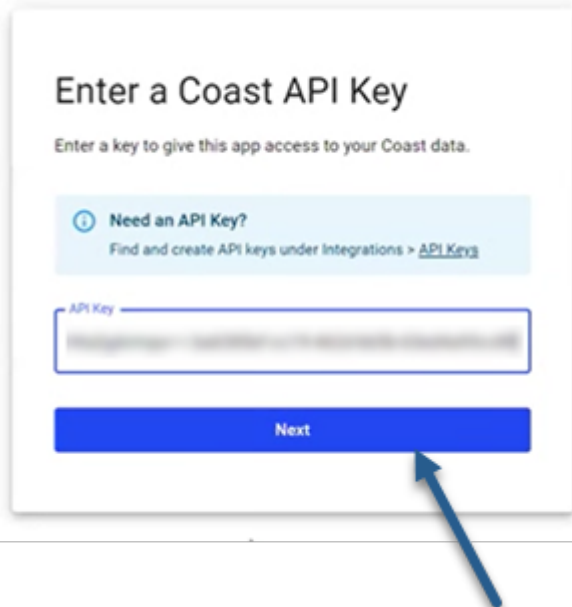 Enter a Coast API Key
Enter a key to give this app access to your Coast data.
Need an API Key?
Find and create API keys under Integrations > API Keys
API Key
Next